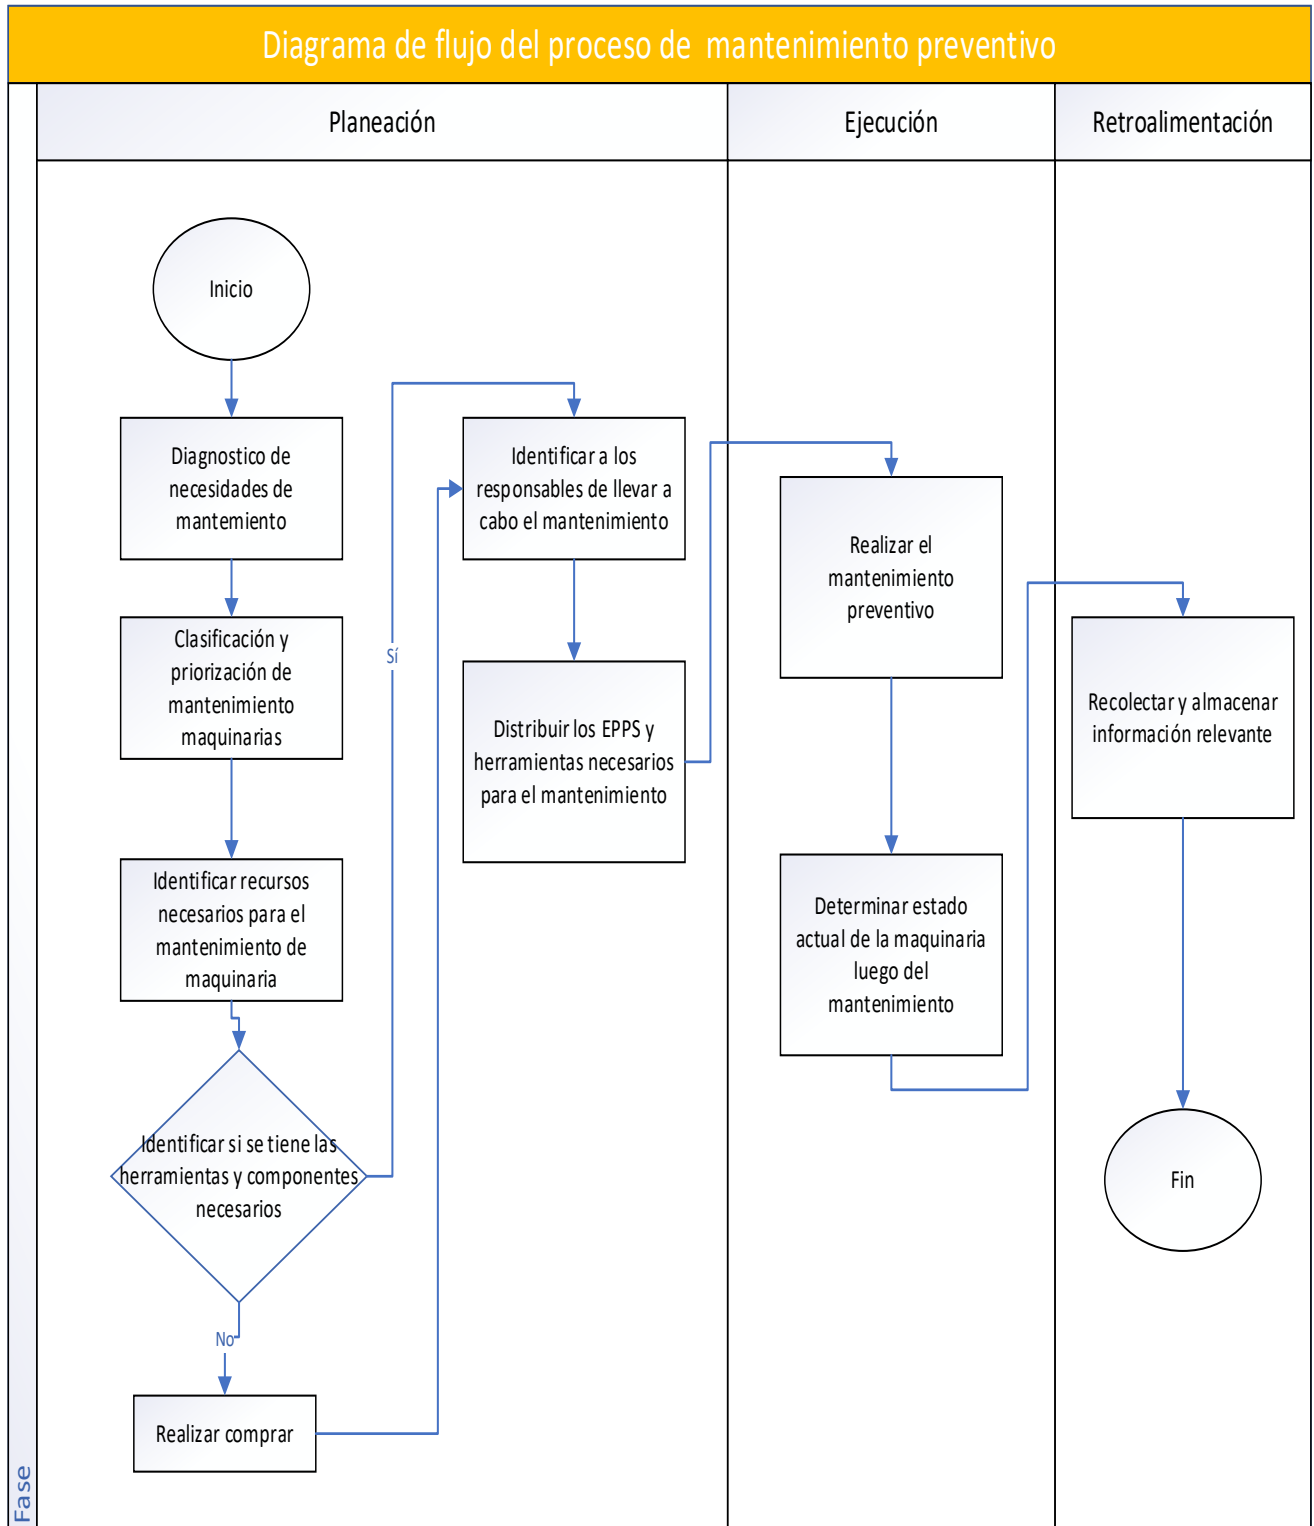 Diagrama de flujo del proceso de mantenimiento preventivo
Planeación
Ejecución
Retroalimentación
Fase
Inicio
Diagnostico de
necesidades de
mantemiento
Clasificación y
priorización de
mantenimiento
maquinarias
Identificar recursos
necesarios para el
mantenimiento de
maquinaria
Identificar si se tiene las
herramientas y componentes
necesarios
Sí
No
Realizar comprar
Identificar a los
responsables de llevar a
cabo el mantenimiento
Distribuir los EPPS y
herramientas necesarios
para el mantenimiento
Realizar el
mantenimiento
preventivo
Determinar estado
actual de la maquinaria
luego del
mantenimiento
Recolectar y almacenar
información relevante
Fin